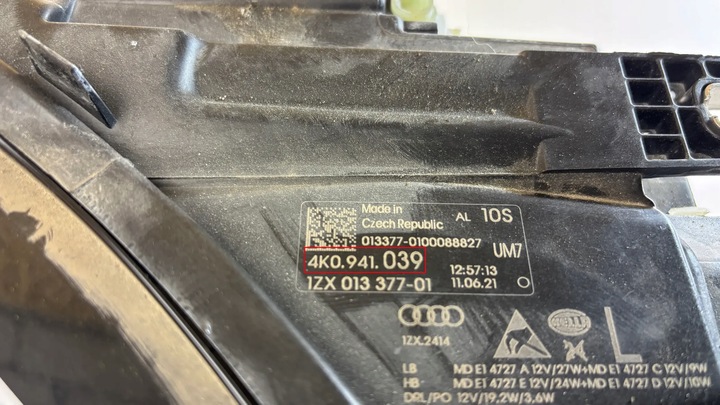 Made in
Czech Republic
AL 10S
013377-0100088827
UM7
4K0.941.039
12:57:13
1ZX 013 377-01
11.06.21
1ZX.2414
HELLA
L
LB MD E1 4727 A 12V/27W+MD E1 4727 C 12V/9W
HB MD E1 4727 E 12V/24W+MD E1 4727 D 12V/10W
DRL/PO 12V/19,2W/3,6W